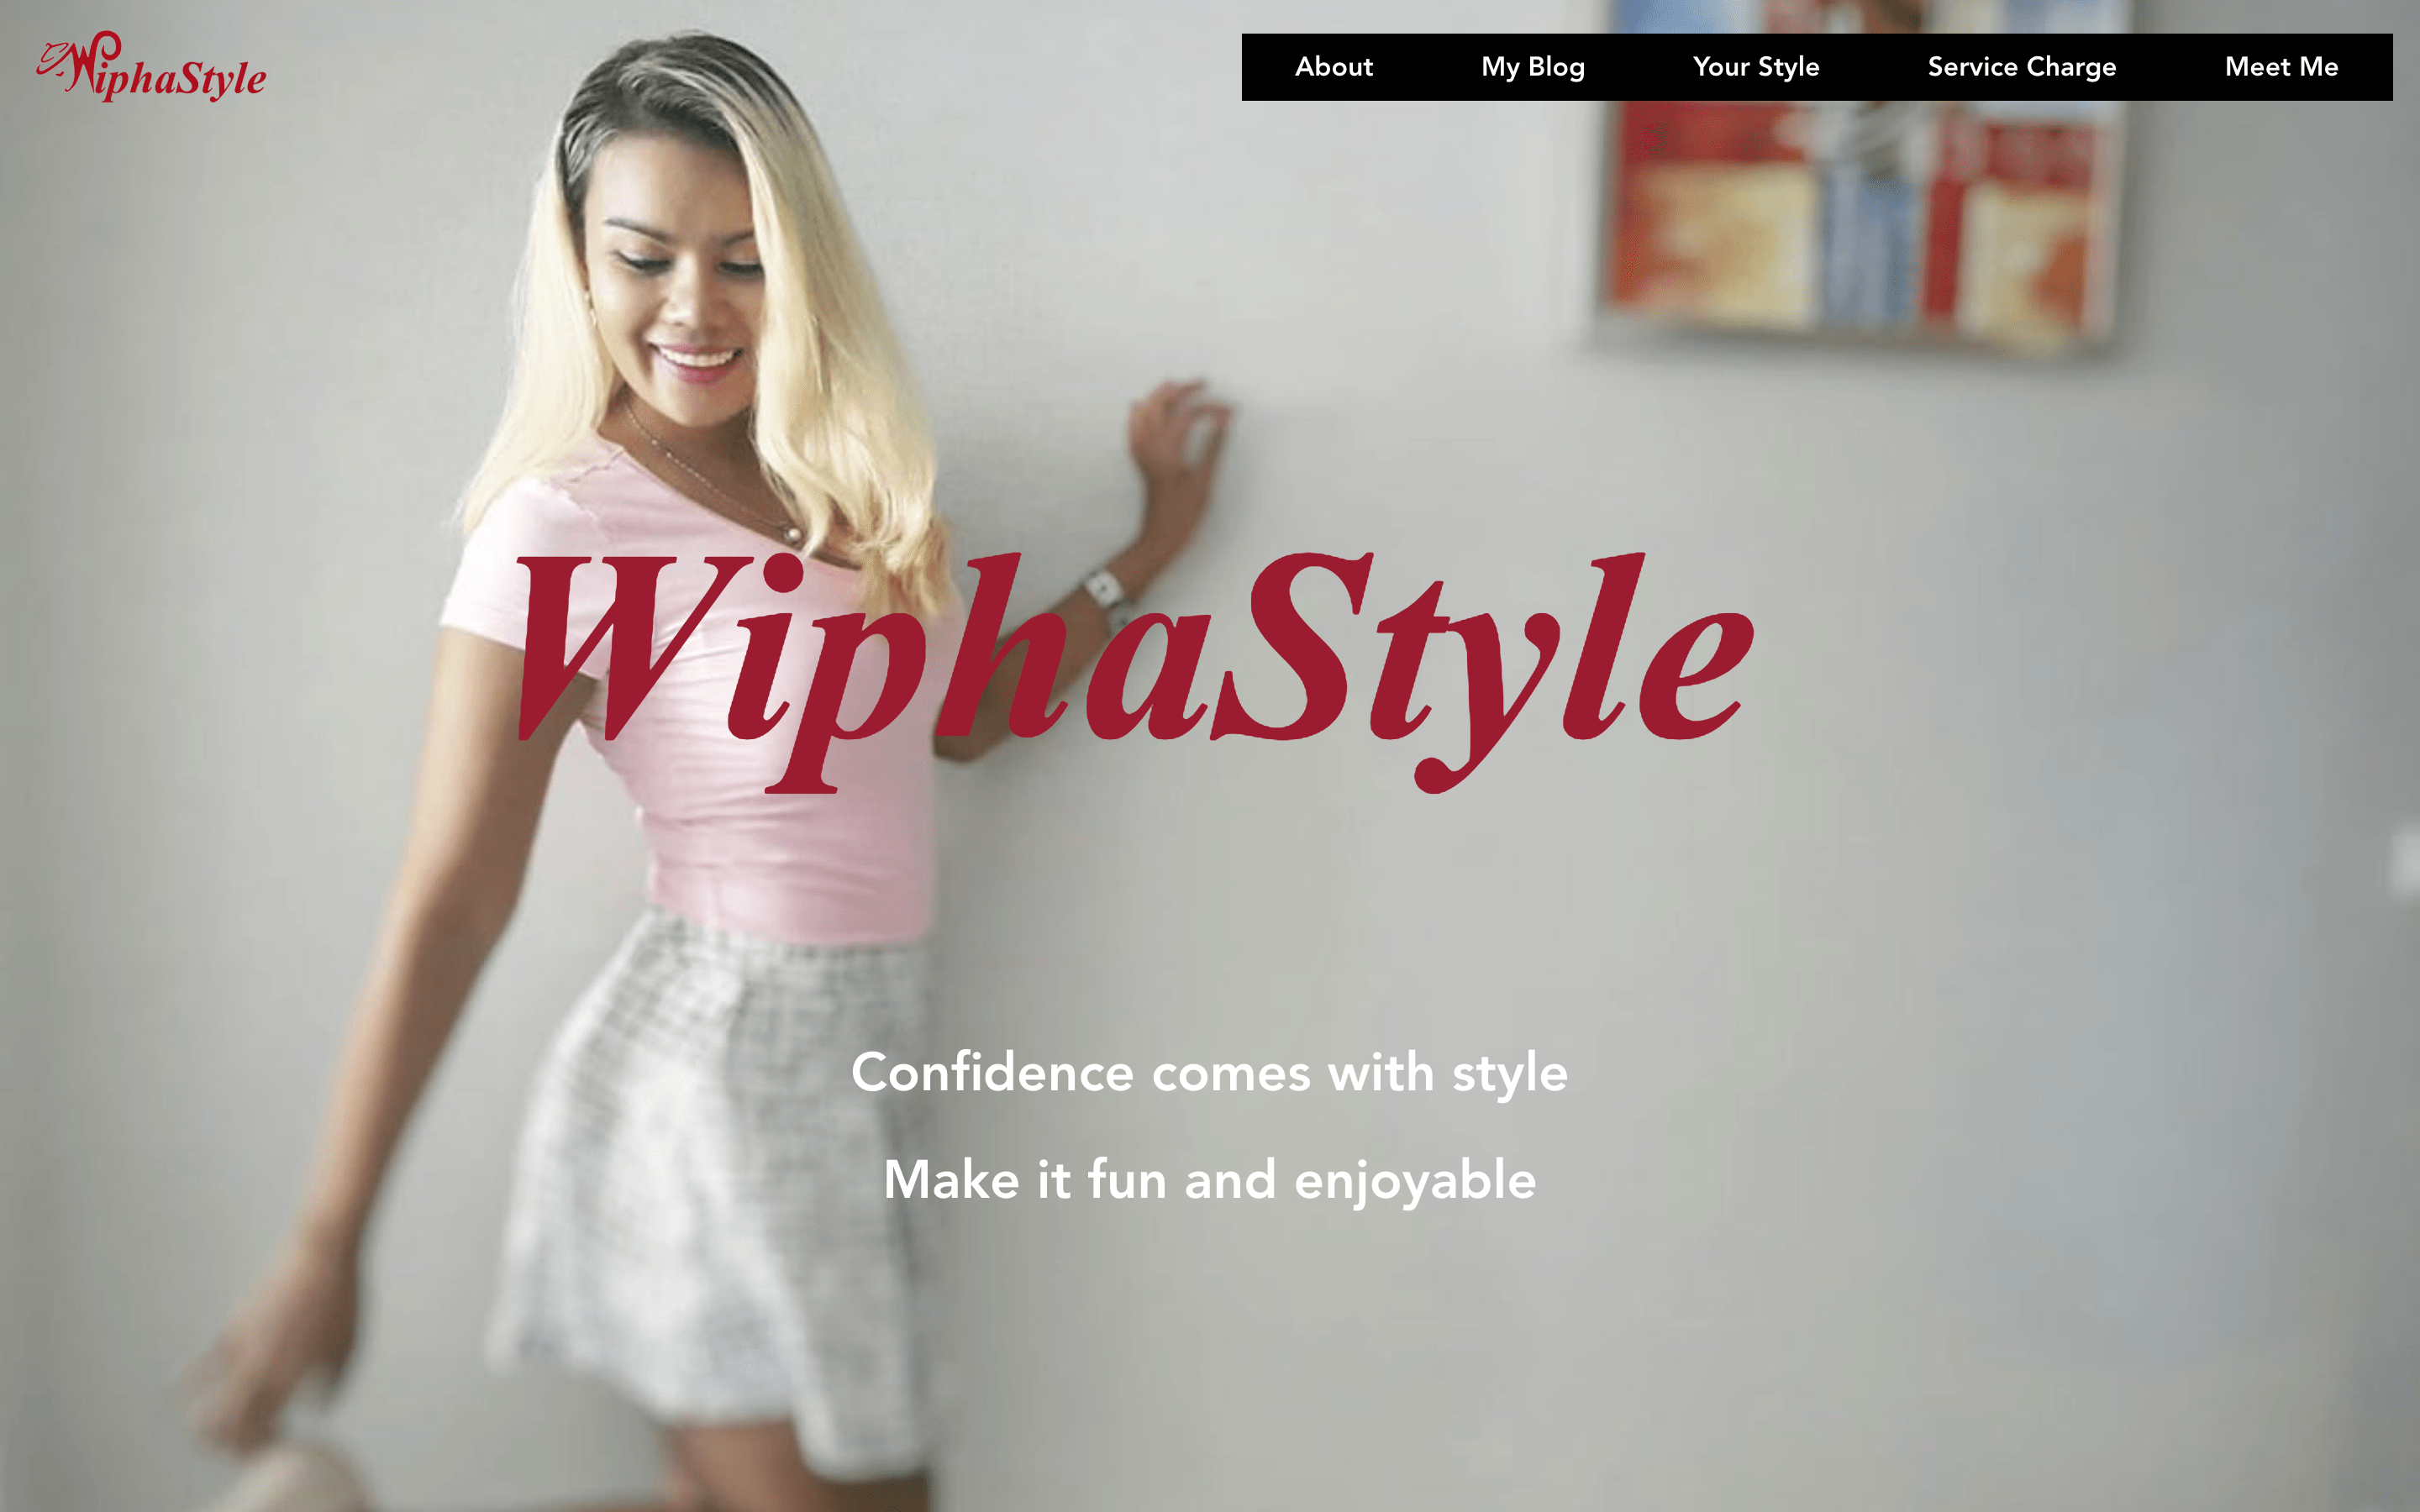 WiphaStyle
About My Blog Your Style Service Charge Meet Me
WiphaStyle
Confidence comes with style
Make it fun and enjoyable